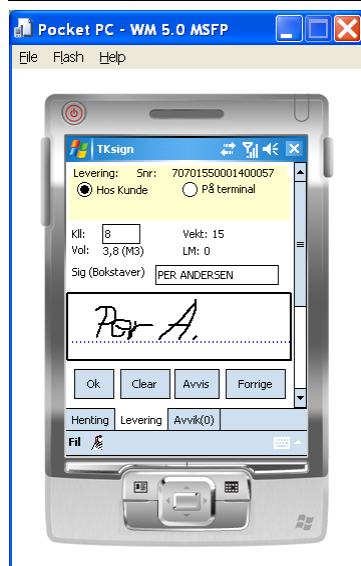 Pocket PC - WM 5.0 MSFP
File Flash Help
TKsign
Levering: Snr: 70701550001400057
Hos Kunde På terminal
Kll: 8 Vekt: 15
Vol: 3,8 (M3) LM: 0
Sig (Bokstaver) PER ANDERSEN
Per A.
Ok Clear Avvis Forrige
Henting Levering Avvik(0)
Fil